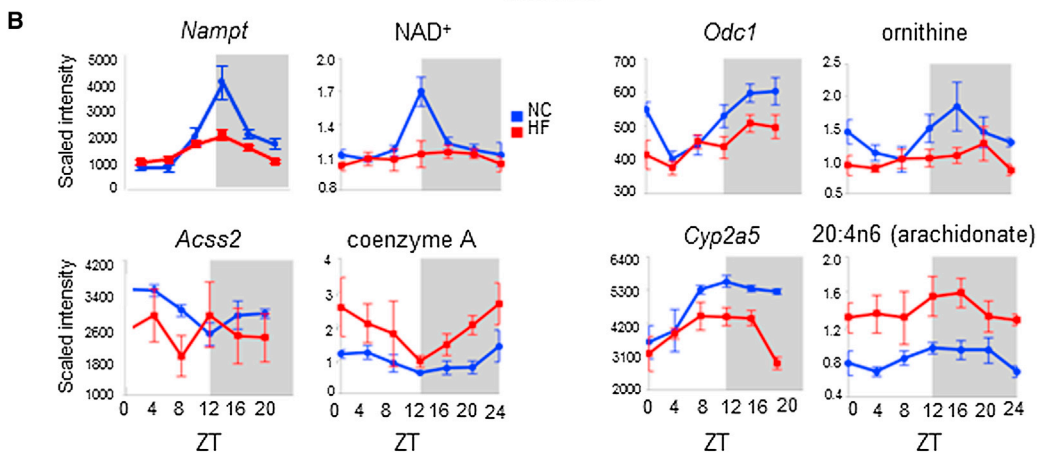 B
Nampt NAD+ Odc1 ornithine
Scaled intensity
5000 4000 3000 2000 1000 0
2.0 1.7 1.4 1.1 0.8
NC
HF
700 600 500 400 300
2.5 2.0 1.5 1.0 0.5
Acss2 coenzyme A Cyp2a5 20:4n6 (arachidonate)
Scaled intensity
4200 3400 2600 1800 1000
4 3 2 1 0
6400 5300 4200 3100 2000
2.0 1.6 1.2 0.8 0.4
0 4 8 12 16 20
0 4 8 12 16 20 24
0 4 8 12 16 20
0 4 8 12 16 20 24
ZT ZT ZT ZT